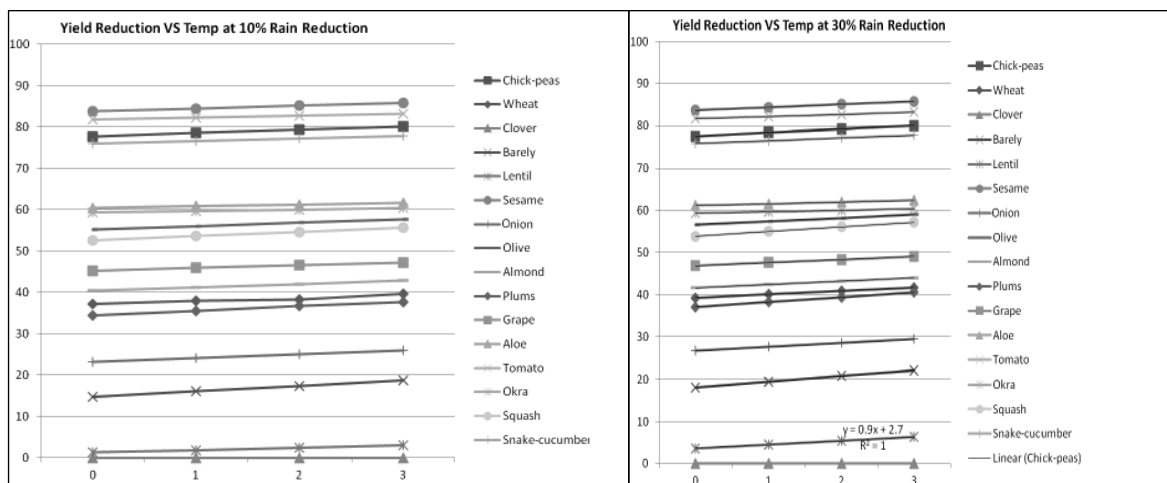 Yield Reduction VS Temp at 10% Rain Reduction
100
90
80
70
60
50
40
30
20
10
0
0 1 2 3
Chick-peas
Wheat
Clover
Barely
Lentil
Sesame
Onion
Olive
Almond
Plums
Grape
Aloe
Tomato
Okra
Squash
Snake-cucumber
Yield Reduction VS Temp at 30% Rain Reduction
100
90
80
70
60
50
40
30
20
10
0
y = 0.9x + 2.7
R² = 1
0 1 2 3
Chick-peas
Wheat
Clover
Barely
Lentil
Sesame
Onion
Olive
Almond
Plums
Grape
Aloe
Tomato
Okra
Squash
Snake-cucumber
Linear (Chick-peas)